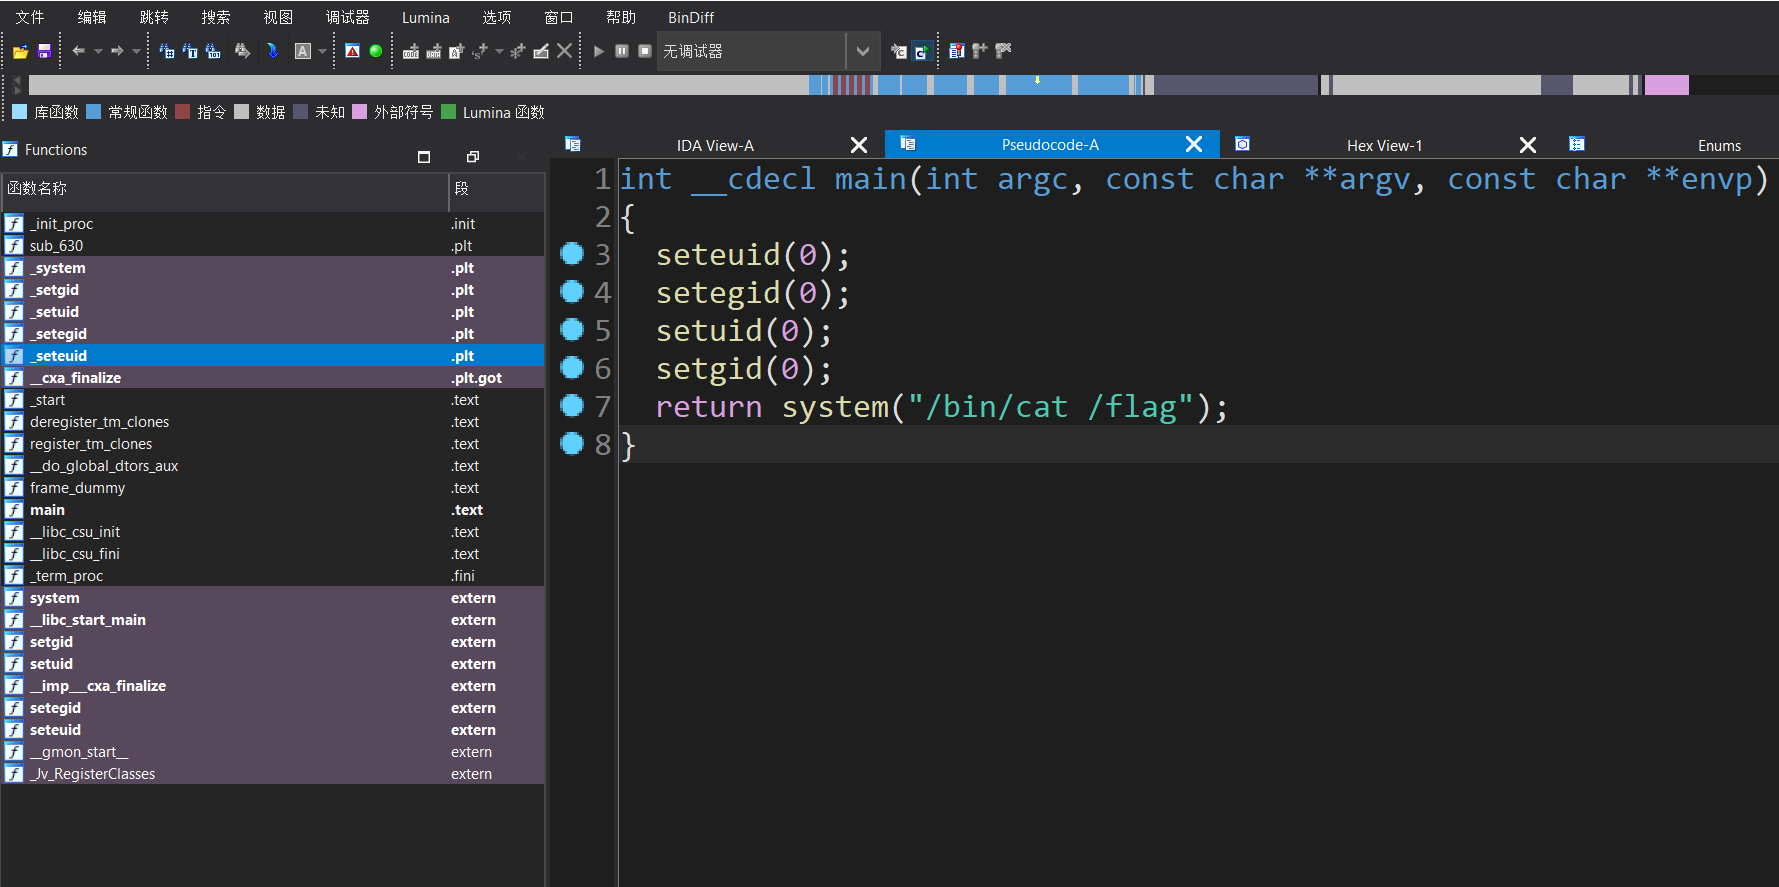 文件 编辑 跳转 搜索 视图 调试器 Lumina 选项 窗口 帮助 BinDiff
无调试器
库函数 常规函数 指令 数据 未知 外部符号 Lumina 函数
Functions
函数名称 段
_init_proc .init
sub_630 .plt
_system .plt
_setgid .plt
_setuid .plt
_setegid .plt
_seteuid .plt
__cxa_finalize .plt.got
_start .text
deregister_tm_clones .text
register_tm_clones .text
__do_global_dtors_aux .text
frame_dummy .text
main .text
__libc_csu_init .text
__libc_csu_fini .text
_term_proc .fini
system extern
__libc_start_main extern
setgid extern
setuid extern
__imp___cxa_finalize extern
setegid extern
seteuid extern
__gmon_start__ extern
_Jv_RegisterClasses extern
IDA View-A Pseudocode-A Hex View-1 Enums
1 int __cdecl main(int argc, const char **argv, const char **envp)
2 {
3 seteuid(0);
4 setegid(0);
5 setuid(0);
6 setgid(0);
7 return system("/bin/cat /flag");
8 }